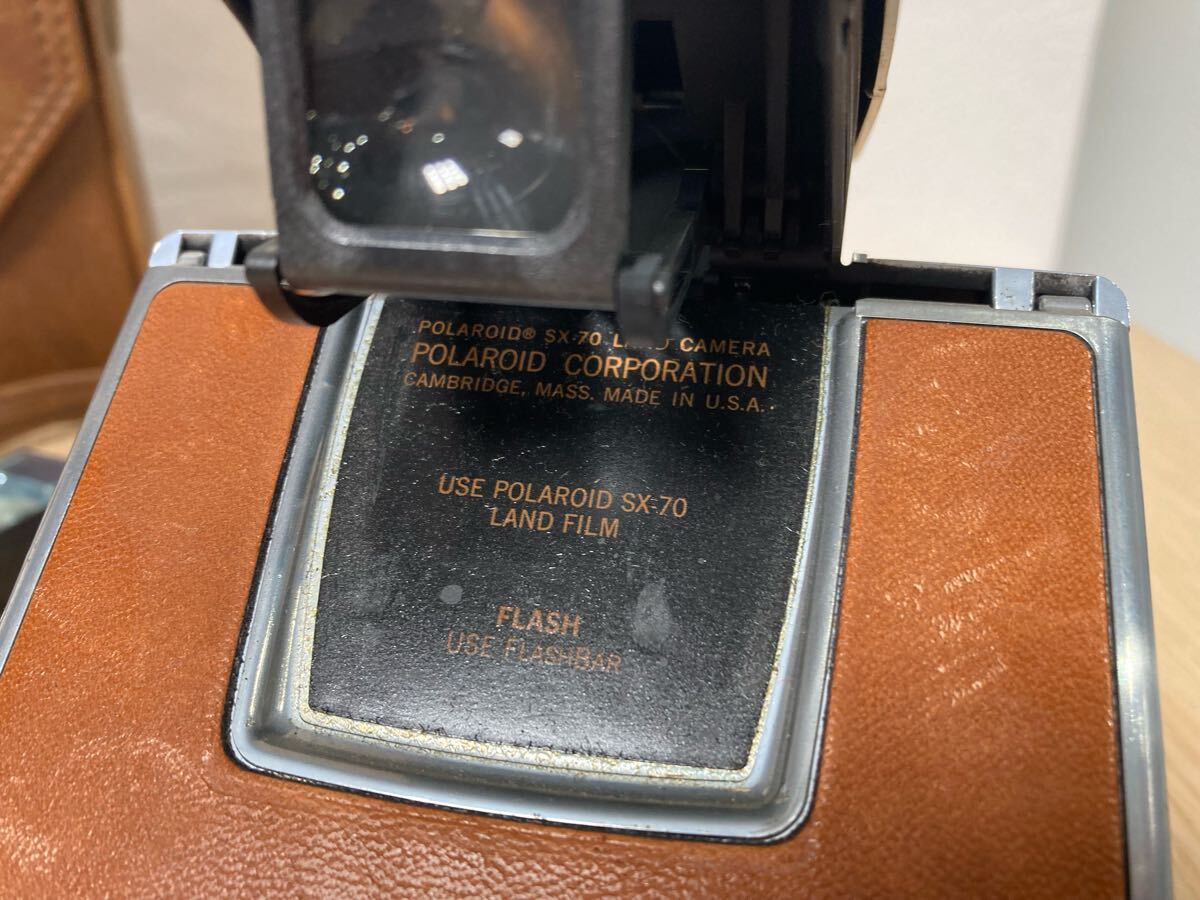 POLAROID® SX-70 LAND CAMERA
POLAROID CORPORATION
CAMBRIDGE, MASS. MADE IN U.S.A.
USE POLAROID SX-70
LAND FILM
FLASH
USE FLASHBAR